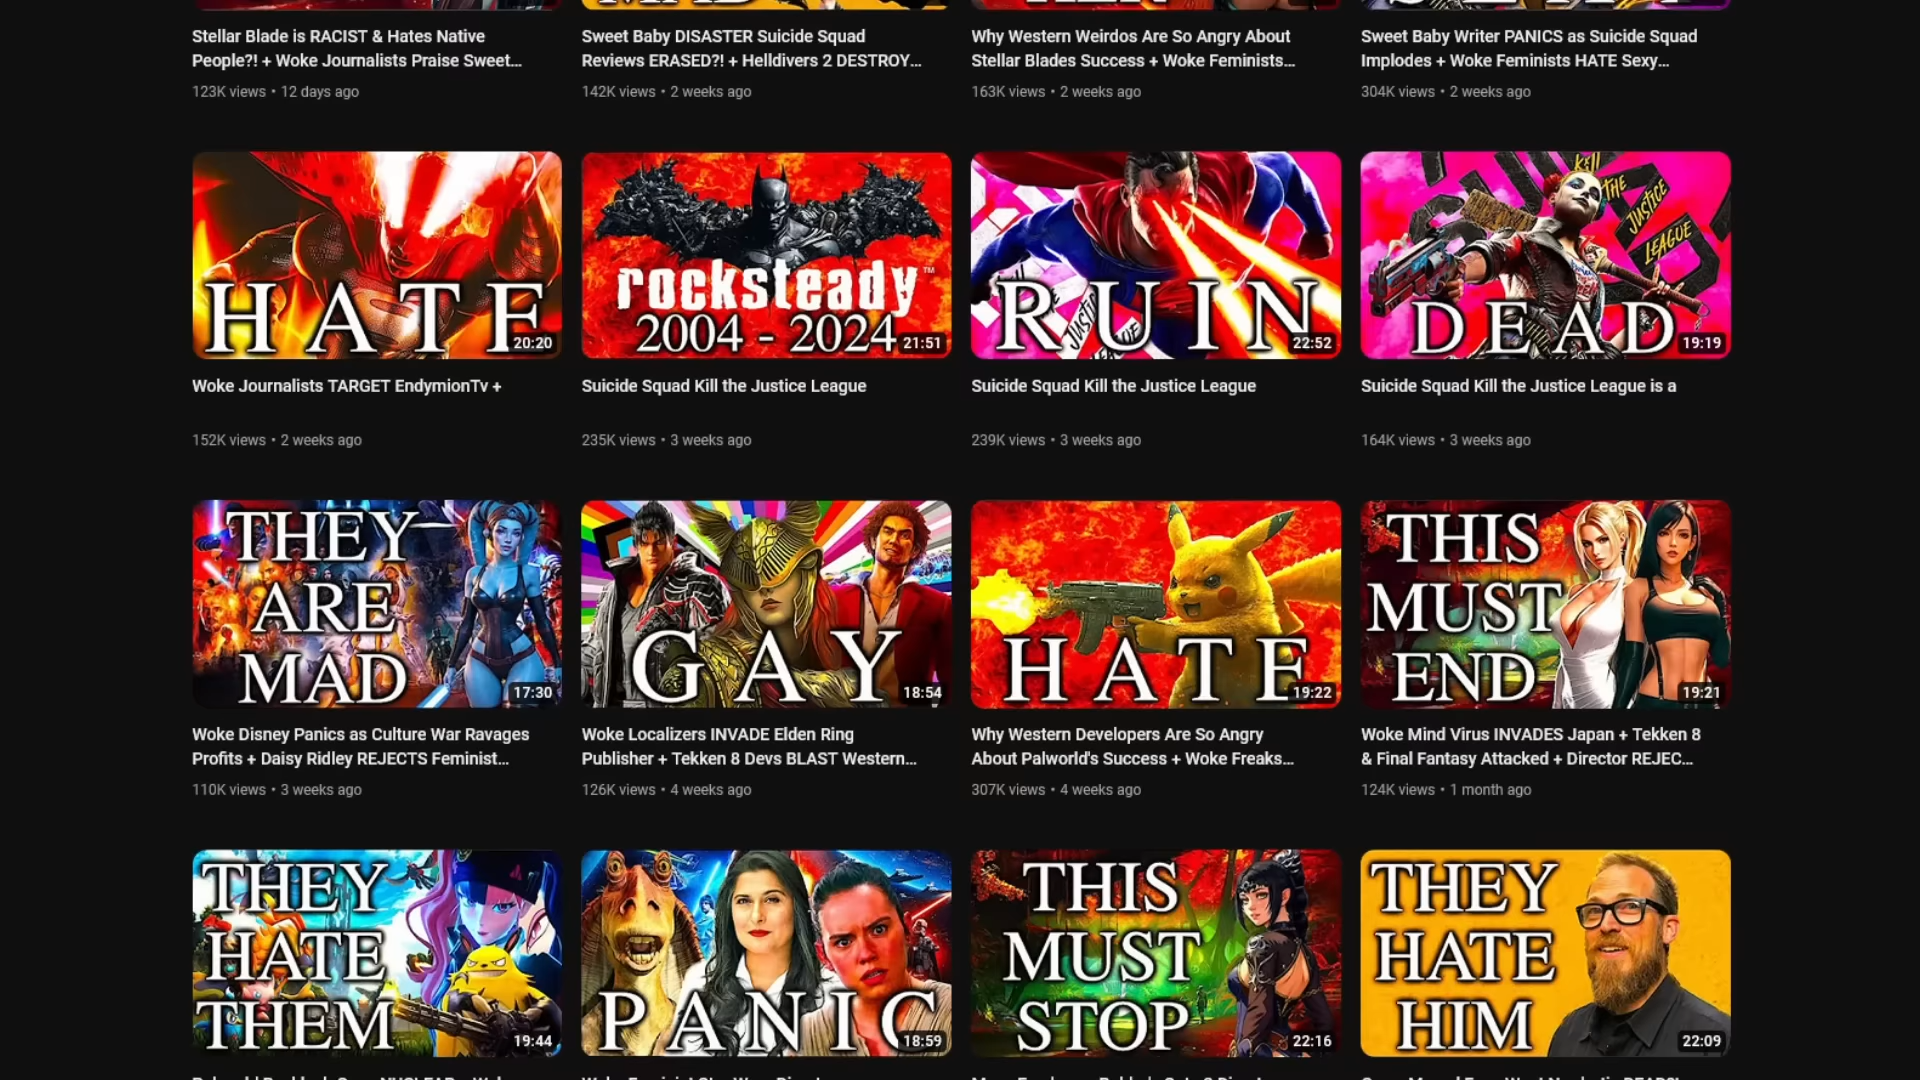 Stellar Blade is RACIST & Hates Native
People?! + Woke Journalists Praise Sweet...
123K views • 12 days ago
Sweet Baby DISASTER Suicide Squad
Reviews ERASED?! + Helldivers 2 DESTROY...
142K views • 2 weeks ago
Why Western Weirdos Are So Angry About
Stellar Blades Success + Woke Feminists...
163K views • 2 weeks ago
Sweet Baby Writer PANICS as Suicide Squad
Implodes + Woke Feminists HATE Sexy...
304K views • 2 weeks ago
HATE
20:20
Woke Journalists TARGET EndymionTv +
152K views • 2 weeks ago
rocksteady™
2004 - 2024
21:51
Suicide Squad Kill the Justice League
235K views • 3 weeks ago
RUIN
22:52
Suicide Squad Kill the Justice League
239K views • 3 weeks ago
KILL
THE
JUSTICE
LEAGUE
DEAD
19:19
Suicide Squad Kill the Justice League is a
164K views • 3 weeks ago
THEY
ARE
MAD
17:30
Woke Disney Panics as Culture War Ravages
Profits + Daisy Ridley REJECTS Feminist...
110K views • 3 weeks ago
GAY
18:54
Woke Localizers INVADE Elden Ring
Publisher + Tekken 8 Devs BLAST Western...
126K views • 4 weeks ago
HATE
19:22
Why Western Developers Are So Angry
About Palworld's Success + Woke Freaks...
307K views • 4 weeks ago
THIS
MUST
END
19:21
Woke Mind Virus INVADES Japan + Tekken 8
& Final Fantasy Attacked + Director REJEC...
124K views • 1 month ago
THEY
HATE
THEM
19:44
PANIC
18:59
THIS
MUST
STOP
22:16
THEY
HATE
HIM
22:09